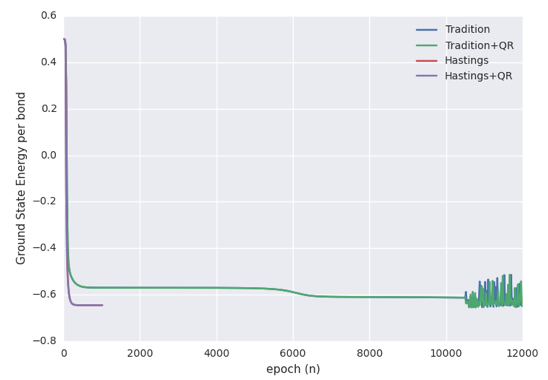 0.6
0.4
0.2
0.0
−0.2
−0.4
−0.6
−0.8
Ground State Energy per bond
Tradition
Tradition+QR
Hastings
Hastings+QR
0 2000 4000 6000 8000 10000 12000
epoch (n)